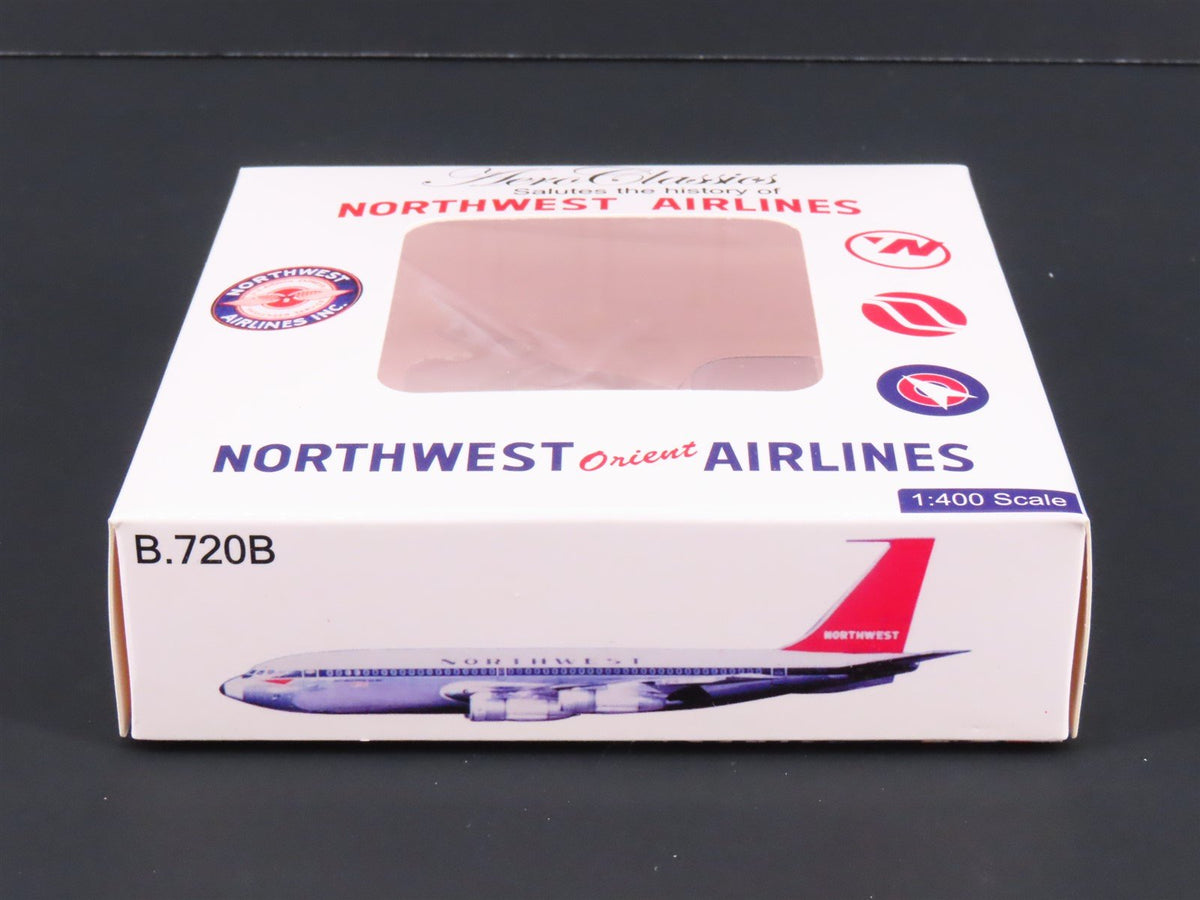 AeroClassics
Salutes the history of
NORTHWEST AIRLINES
NORTHWEST
AIRLINES INC.
N
NORTHWEST Orient AIRLINES
1:400 Scale
B.720B
NORTHWEST
NORTHWEST